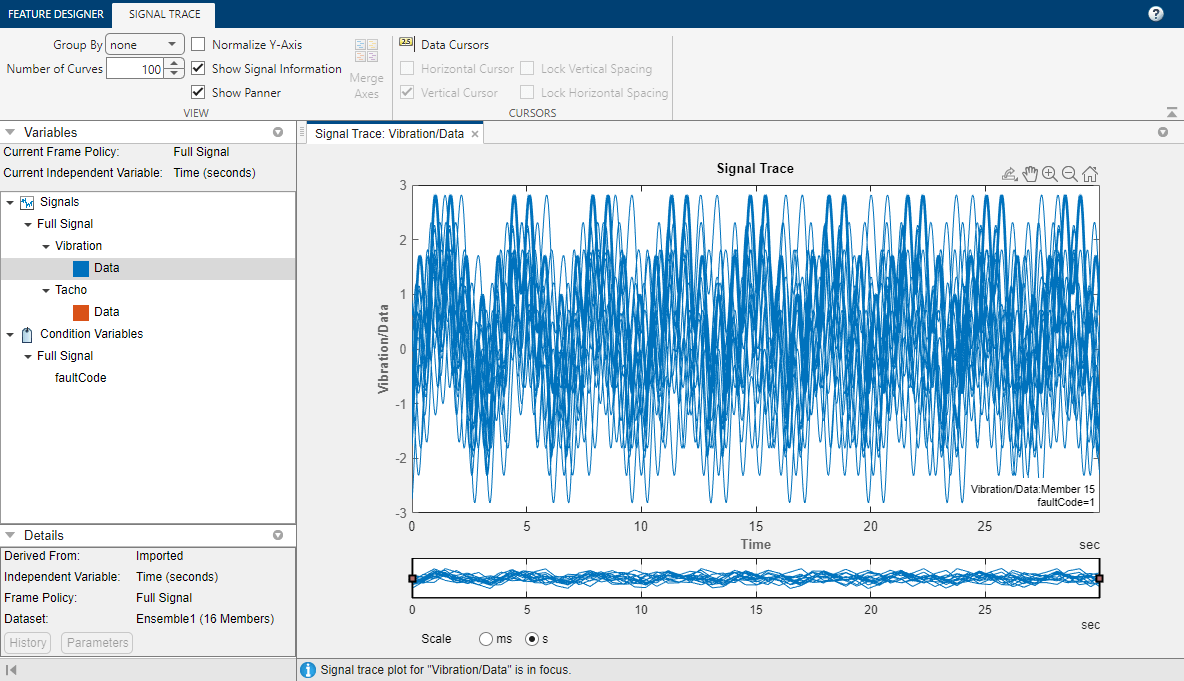 FEATURE DESIGNER
SIGNAL TRACE
?
Group By none
Normalize Y-Axis
Number of Curves 100
Show Signal Information
Show Panner
Merge
Axes
VIEW
2.5 Data Cursors
Horizontal Cursor
Lock Vertical Spacing
Vertical Cursor
Lock Horizontal Spacing
CURSORS
Variables
Current Frame Policy: Full Signal
Current Independent Variable: Time (seconds)
Signals
Full Signal
Vibration
Data
Tacho
Data
Condition Variables
Full Signal
faultCode
Details
Derived From: Imported
Independent Variable: Time (seconds)
Frame Policy: Full Signal
Dataset: Ensemble1 (16 Members)
History
Parameters
Signal Trace: Vibration/Data ×
Signal Trace
Vibration/Data
3
2
1
0
-1
-2
-3
Vibration/Data:Member 15
faultCode=1
0 5 10 15 20 25
Time
sec
0 5 10 15 20 25
sec
Scale ms s
Signal trace plot for "Vibration/Data" is in focus.